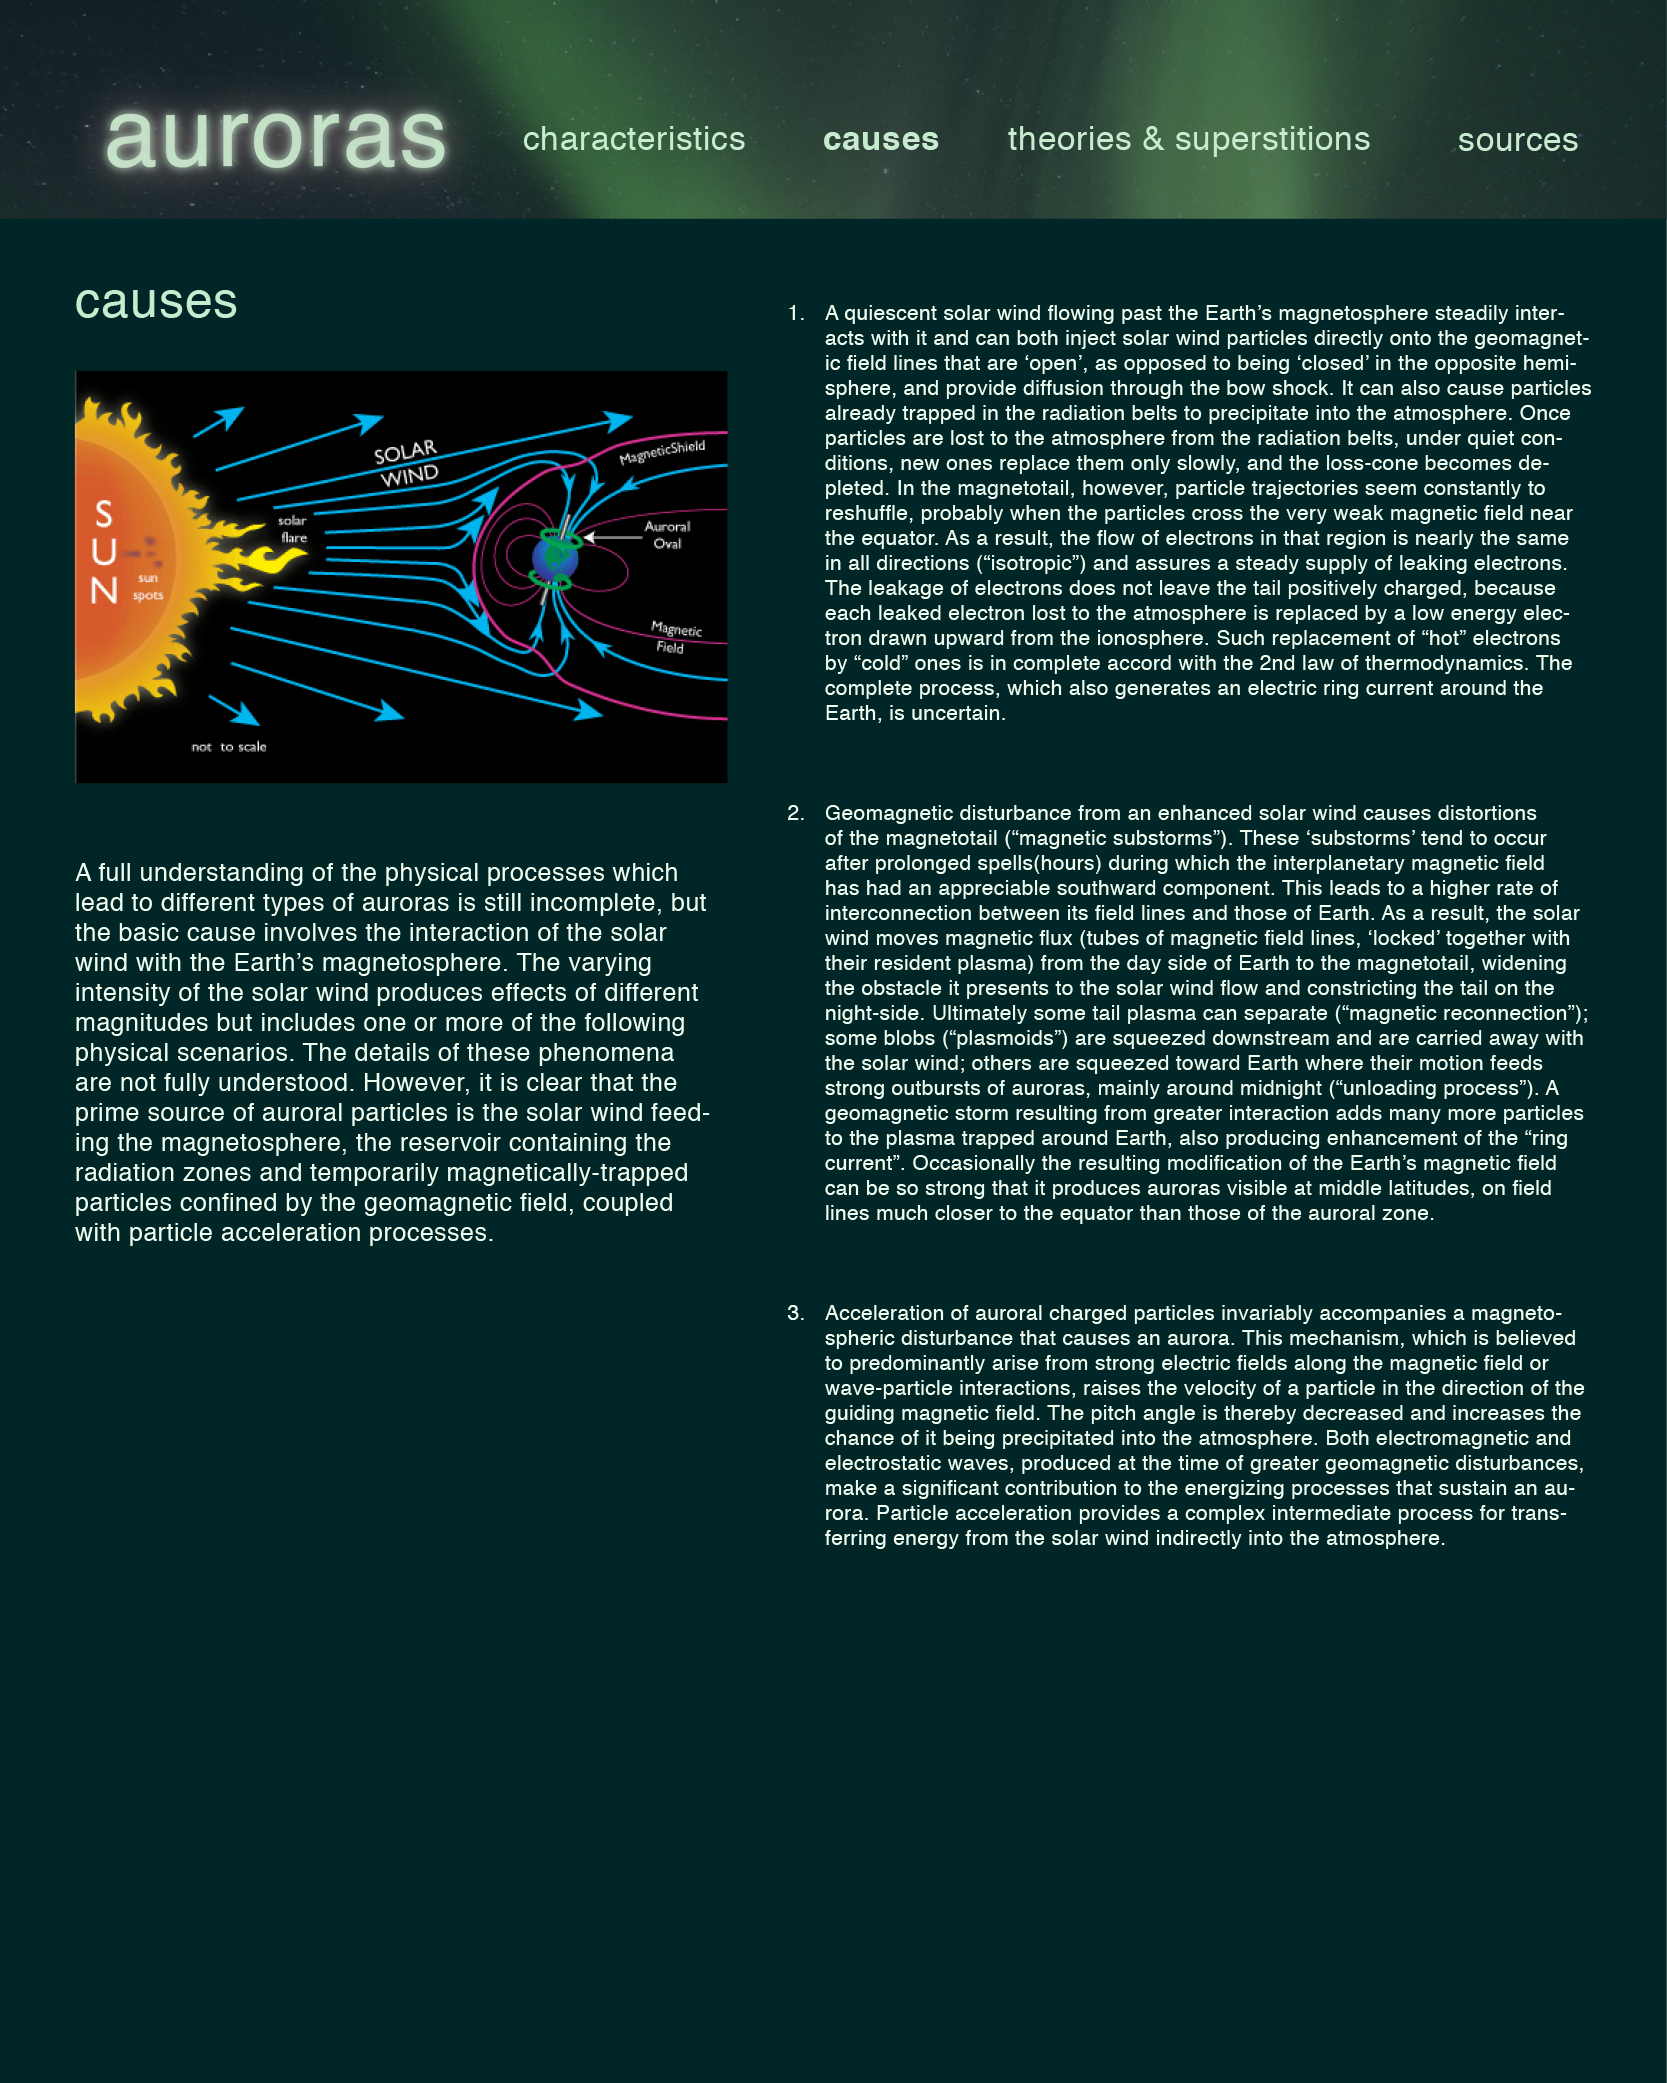 auroras
characteristics
causes
theories & superstitions
sources
causes
SOLAR
WIND
MagneticShield
solar
flare
S
U
N
sun
spots
Auroral
Oval
Magnetic
Field
not to scale
A full understanding of the physical processes which
lead to different types of auroras is still incomplete, but
the basic cause involves the interaction of the solar
wind with the Earth’s magnetosphere. The varying
intensity of the solar wind produces effects of different
magnitudes but includes one or more of the following
physical scenarios. The details of these phenomena
are not fully understood. However, it is clear that the
prime source of auroral particles is the solar wind feed-
ing the magnetosphere, the reservoir containing the
radiation zones and temporarily magnetically-trapped
particles confined by the geomagnetic field, coupled
with particle acceleration processes.
1. A quiescent solar wind flowing past the Earth’s magnetosphere steadily inter-
acts with it and can both inject solar wind particles directly onto the geomagnet-
ic field lines that are ‘open’, as opposed to being ‘closed’ in the opposite hemi-
sphere, and provide diffusion through the bow shock. It can also cause particles
already trapped in the radiation belts to precipitate into the atmosphere. Once
particles are lost to the atmosphere from the radiation belts, under quiet con-
ditions, new ones replace them only slowly, and the loss-cone becomes de-
pleted. In the magnetotail, however, particle trajectories seem constantly to
reshuffle, probably when the particles cross the very weak magnetic field near
the equator. As a result, the flow of electrons in that region is nearly the same
in all directions (“isotropic”) and assures a steady supply of leaking electrons.
The leakage of electrons does not leave the tail positively charged, because
each leaked electron lost to the atmosphere is replaced by a low energy elec-
tron drawn upward from the ionosphere. Such replacement of “hot” electrons
by “cold” ones is in complete accord with the 2nd law of thermodynamics. The
complete process, which also generates an electric ring current around the
Earth, is uncertain.
2. Geomagnetic disturbance from an enhanced solar wind causes distortions
of the magnetotail (“magnetic substorms”). These ‘substorms’ tend to occur
after prolonged spells(hours) during which the interplanetary magnetic field
has had an appreciable southward component. This leads to a higher rate of
interconnection between its field lines and those of Earth. As a result, the solar
wind moves magnetic flux (tubes of magnetic field lines, ‘locked’ together with
their resident plasma) from the day side of Earth to the magnetotail, widening
the obstacle it presents to the solar wind flow and constricting the tail on the
night-side. Ultimately some tail plasma can separate (“magnetic reconnection”);
some blobs (“plasmoids”) are squeezed downstream and are carried away with
the solar wind; others are squeezed toward Earth where their motion feeds
strong outbursts of auroras, mainly around midnight (“unloading process”). A
geomagnetic storm resulting from greater interaction adds many more particles
to the plasma trapped around Earth, also producing enhancement of the “ring
current”. Occasionally the resulting modification of the Earth’s magnetic field
can be so strong that it produces auroras visible at middle latitudes, on field
lines much closer to the equator than those of the auroral zone.
3. Acceleration of auroral charged particles invariably accompanies a magneto-
spheric disturbance that causes an aurora. This mechanism, which is believed
to predominantly arise from strong electric fields along the magnetic field or
wave-particle interactions, raises the velocity of a particle in the direction of the
guiding magnetic field. The pitch angle is thereby decreased and increases the
chance of it being precipitated into the atmosphere. Both electromagnetic and
electrostatic waves, produced at the time of greater geomagnetic disturbances,
make a significant contribution to the energizing processes that sustain an au-
rora. Particle acceleration provides a complex intermediate process for trans-
ferring energy from the solar wind indirectly into the atmosphere.